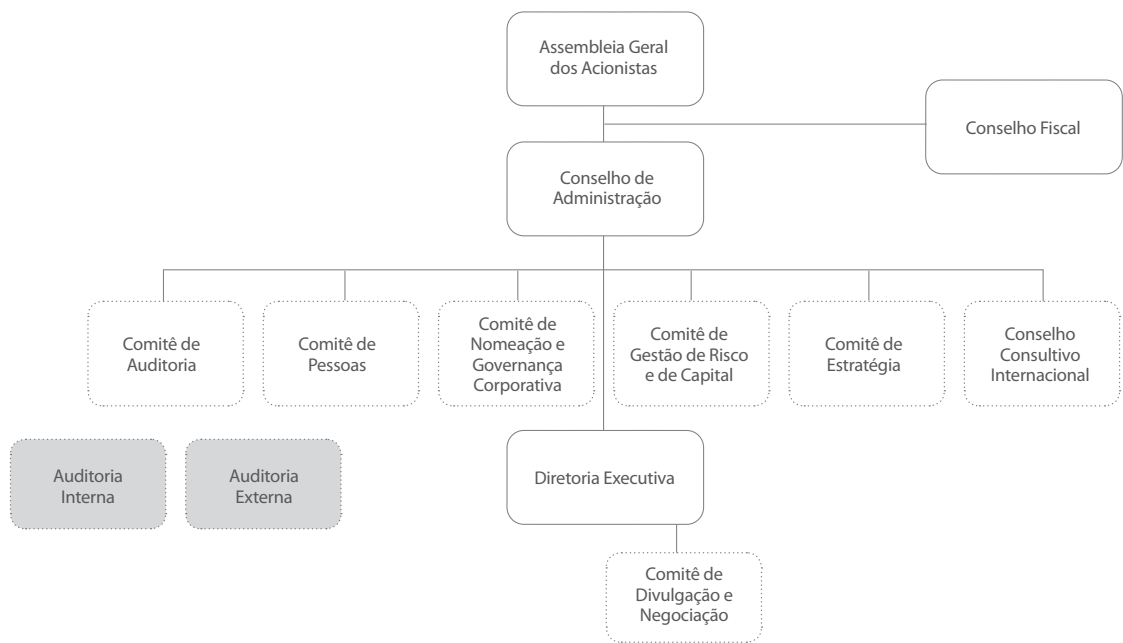 Assembleia Geral
dos Acionistas
Conselho Fiscal
Conselho de
Administração
Comitê de
Auditoria
Comitê de
Pessoas
Comitê de
Nomeação e
Governança
Corporativa
Comitê de
Gestão de Risco
e de Capital
Comitê de
Estratégia
Conselho
Consultivo
Internacional
Auditoria
Interna
Auditoria
Externa
Diretoria Executiva
Comitê de
Divulgação e
Negociação